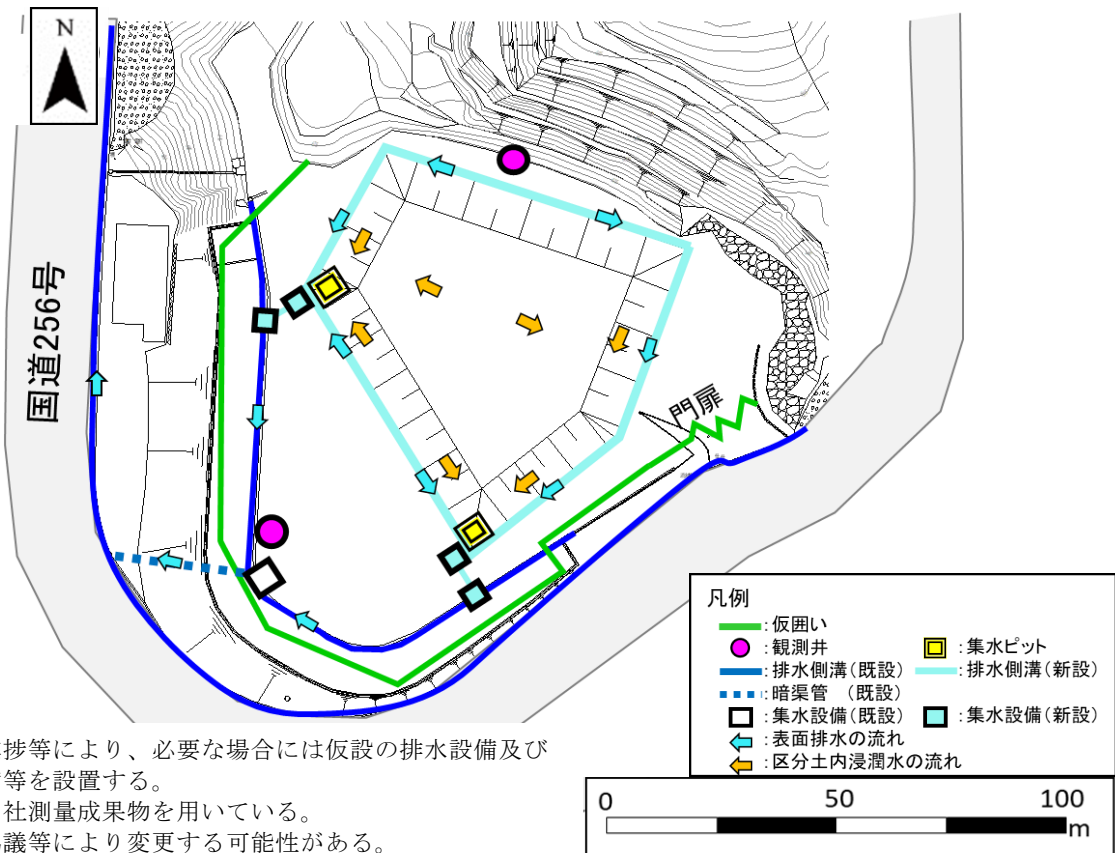 N
国道256号
門扉
凡例
:仮囲い
:観測井
:集水ピット
:排水側溝(既設)
:排水側溝(新設)
:暗渠管 (既設)
:集水設備(既設)
:集水設備(新設)
:表面排水の流れ
:区分土内浸潤水の流れ
捗等により、必要な場合には仮設の排水設備及び
等を設置する。
社測量成果物を用いている。
議等により変更する可能性がある。
0 50 100
m